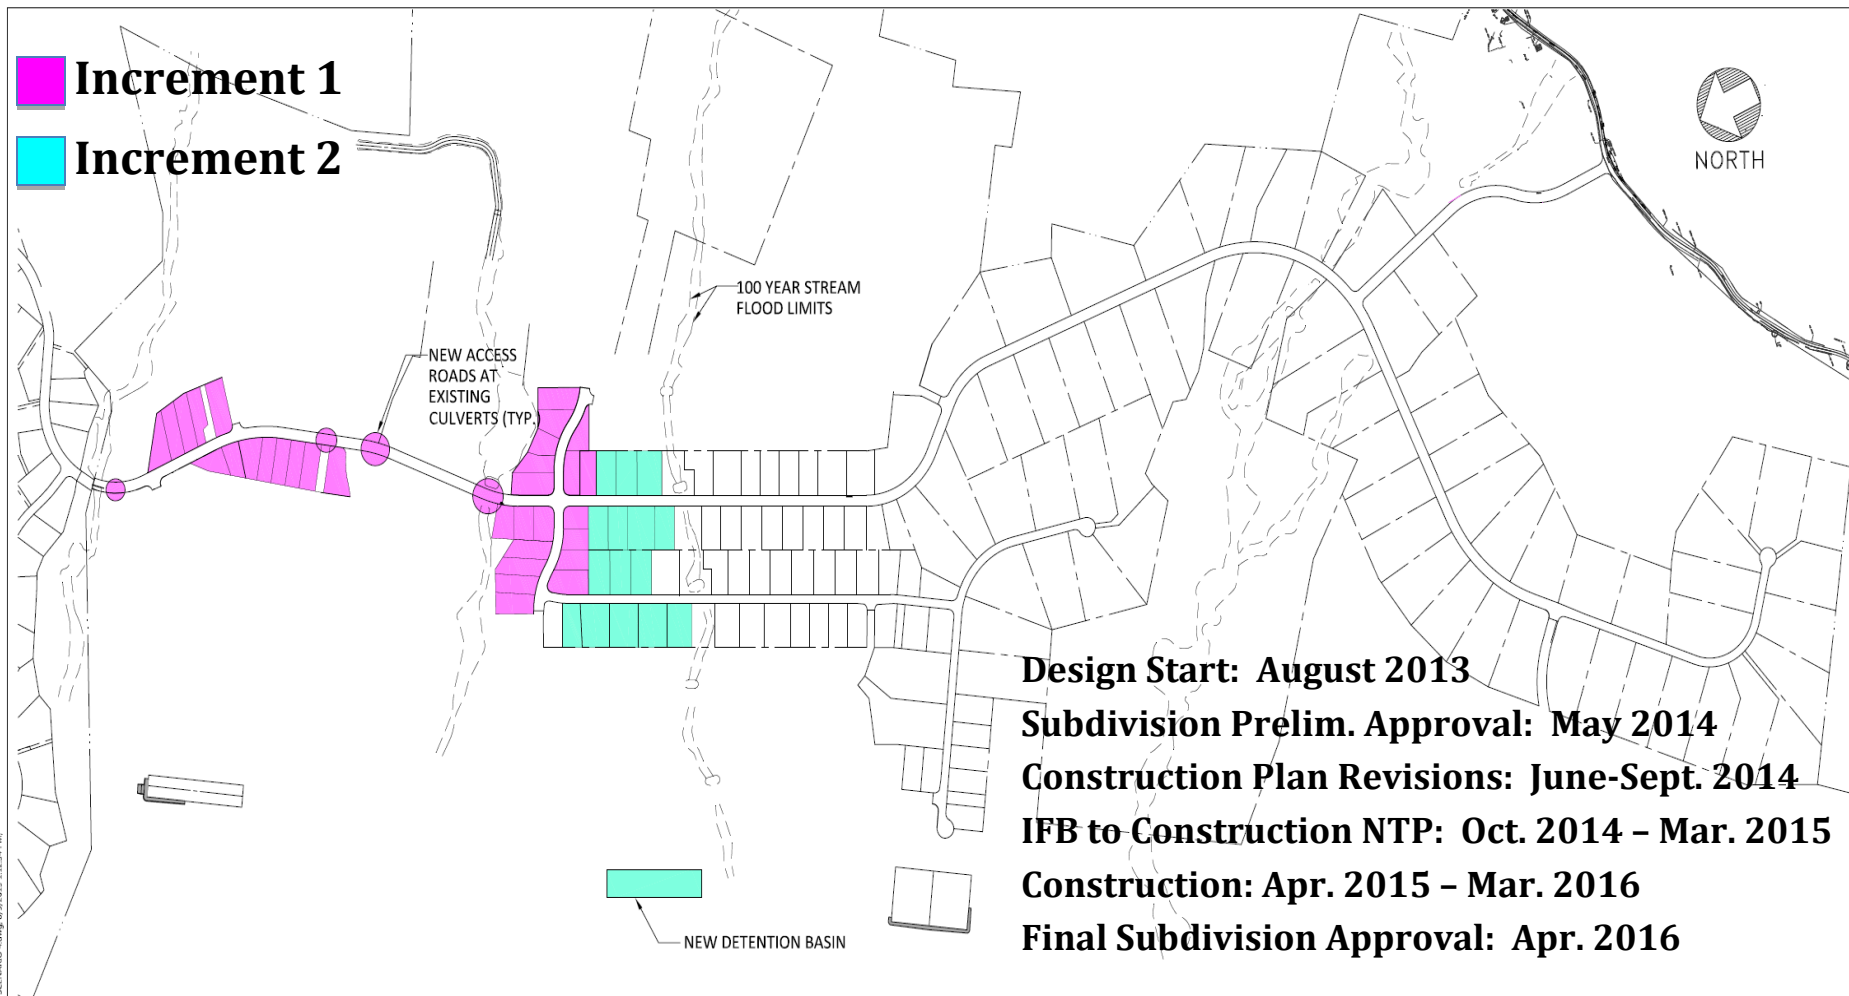 Increment 1
Increment 2
NORTH
100 YEAR STREAM
FLOOD LIMITS
NEW ACCESS
ROADS AT
EXISTING
CULVERTS (TYP.)
Design Start:  August 2013
Subdivision Prelim. Approval:  May 2014
Construction Plan Revisions:  June-Sept. 2014
IFB to Construction NTP:  Oct. 2014 – Mar. 2015
Construction: Apr. 2015 – Mar. 2016
Final Subdivision Approval:  Apr. 2016
NEW DETENTION BASIN